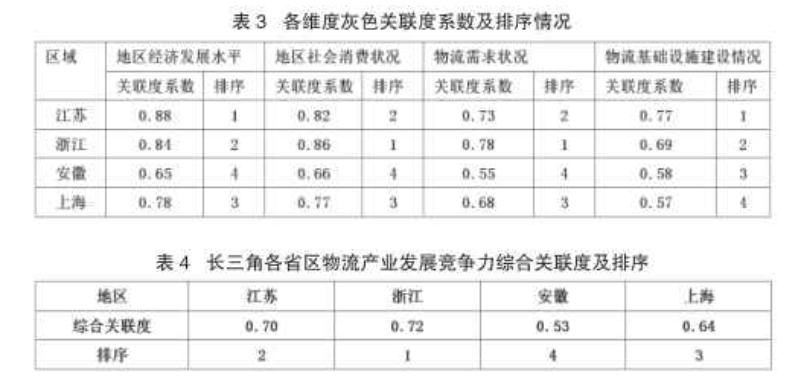 表 3 各维度灰色关联度系数及排序情况
区域 地区经济发展水平 地区社会消费状况 物流需求状况 物流基础设施建设情况
关联度系数 排序 关联度系数 排序 关联度系数 排序 关联度系数 排序
江苏 0.88 1 0.82 2 0.73 2 0.77 1
浙江 0.84 2 0.86 1 0.78 1 0.69 2
安徽 0.65 4 0.66 4 0.55 4 0.58 3
上海 0.78 3 0.77 3 0.68 3 0.57 4
表 4 长三角各省区物流产业发展竞争力综合关联度及排序
地区 江苏 浙江 安徽 上海
综合关联度 0.70 0.72 0.53 0.64
排序 2 1 4 3